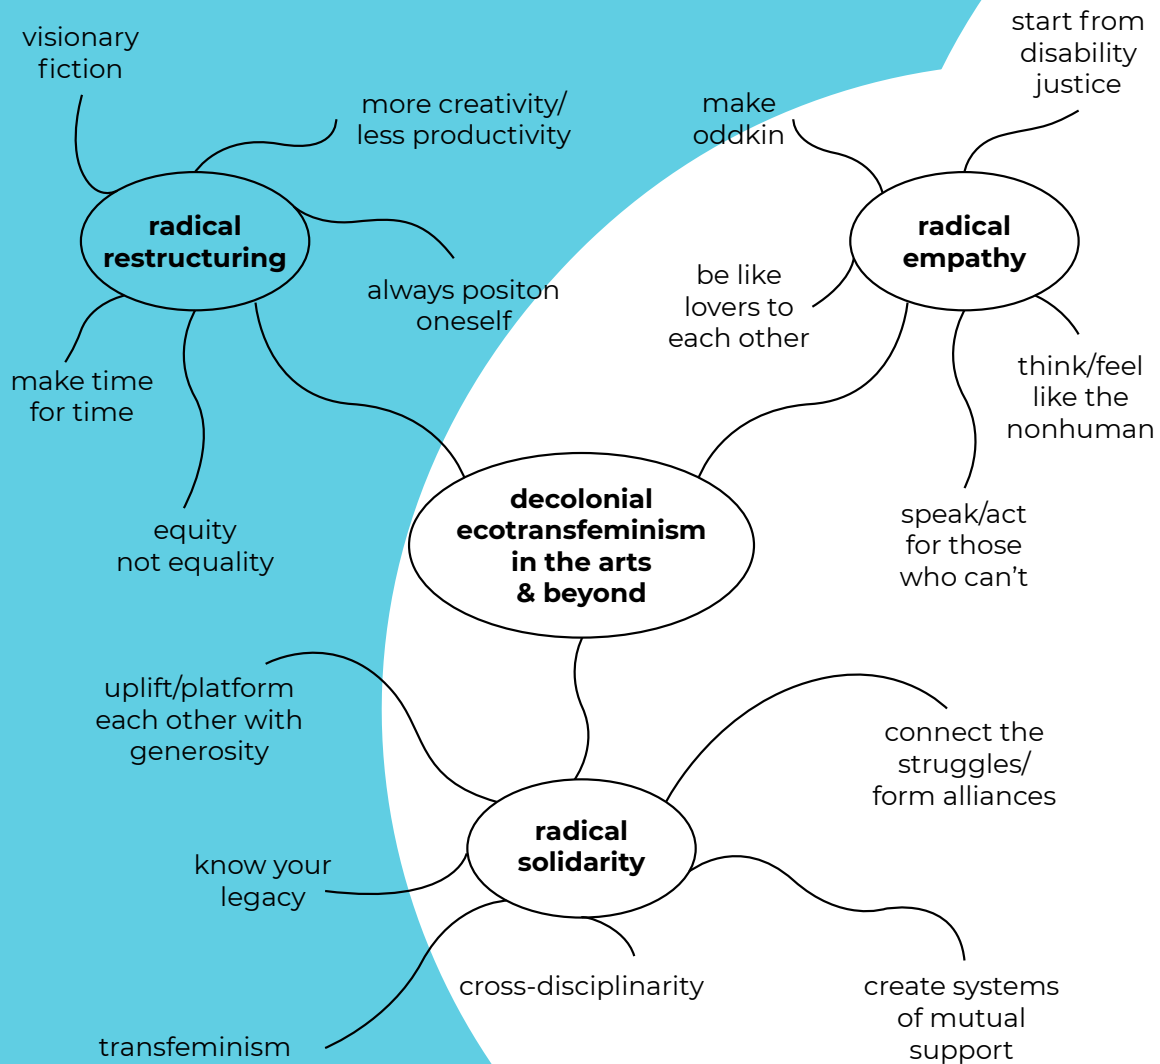 visionary
fiction
more creativity/
less productivity
radical
restructuring
always positon
oneself
make time
for time
equity
not equality
start from
disability
justice
make
oddkin
radical
empathy
be like
lovers to
each other
think/feel
like the
nonhuman
speak/act
for those
who can’t
decolonial
ecotransfeminism
in the arts
& beyond
uplift/platform
each other with
generosity
connect the
struggles/
form alliances
radical
solidarity
know your
legacy
cross-disciplinarity
create systems
of mutual
support
transfeminism